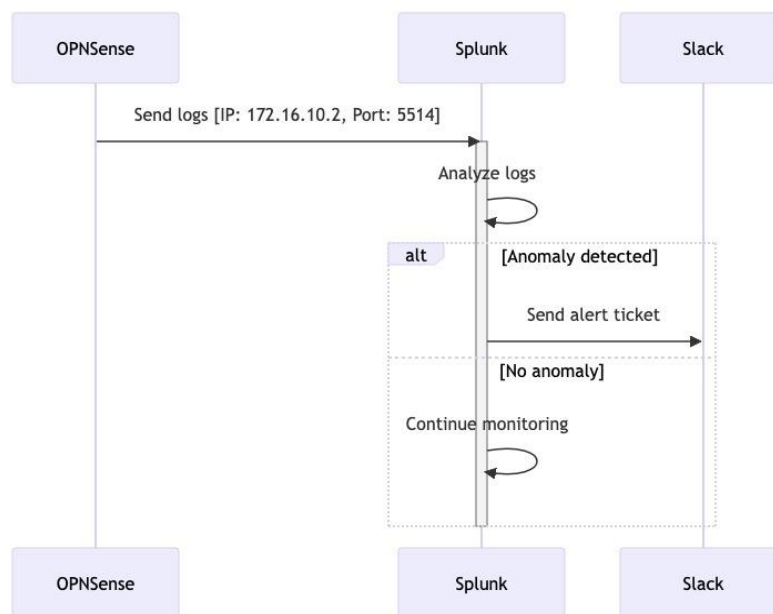 OPNSense
Splunk
Slack
Send logs [IP: 172.16.10.2, Port: 5514]
Analyze logs
alt
[Anomaly detected]
Send alert ticket
[No anomaly]
Continue monitoring
OPNSense
Splunk
Slack